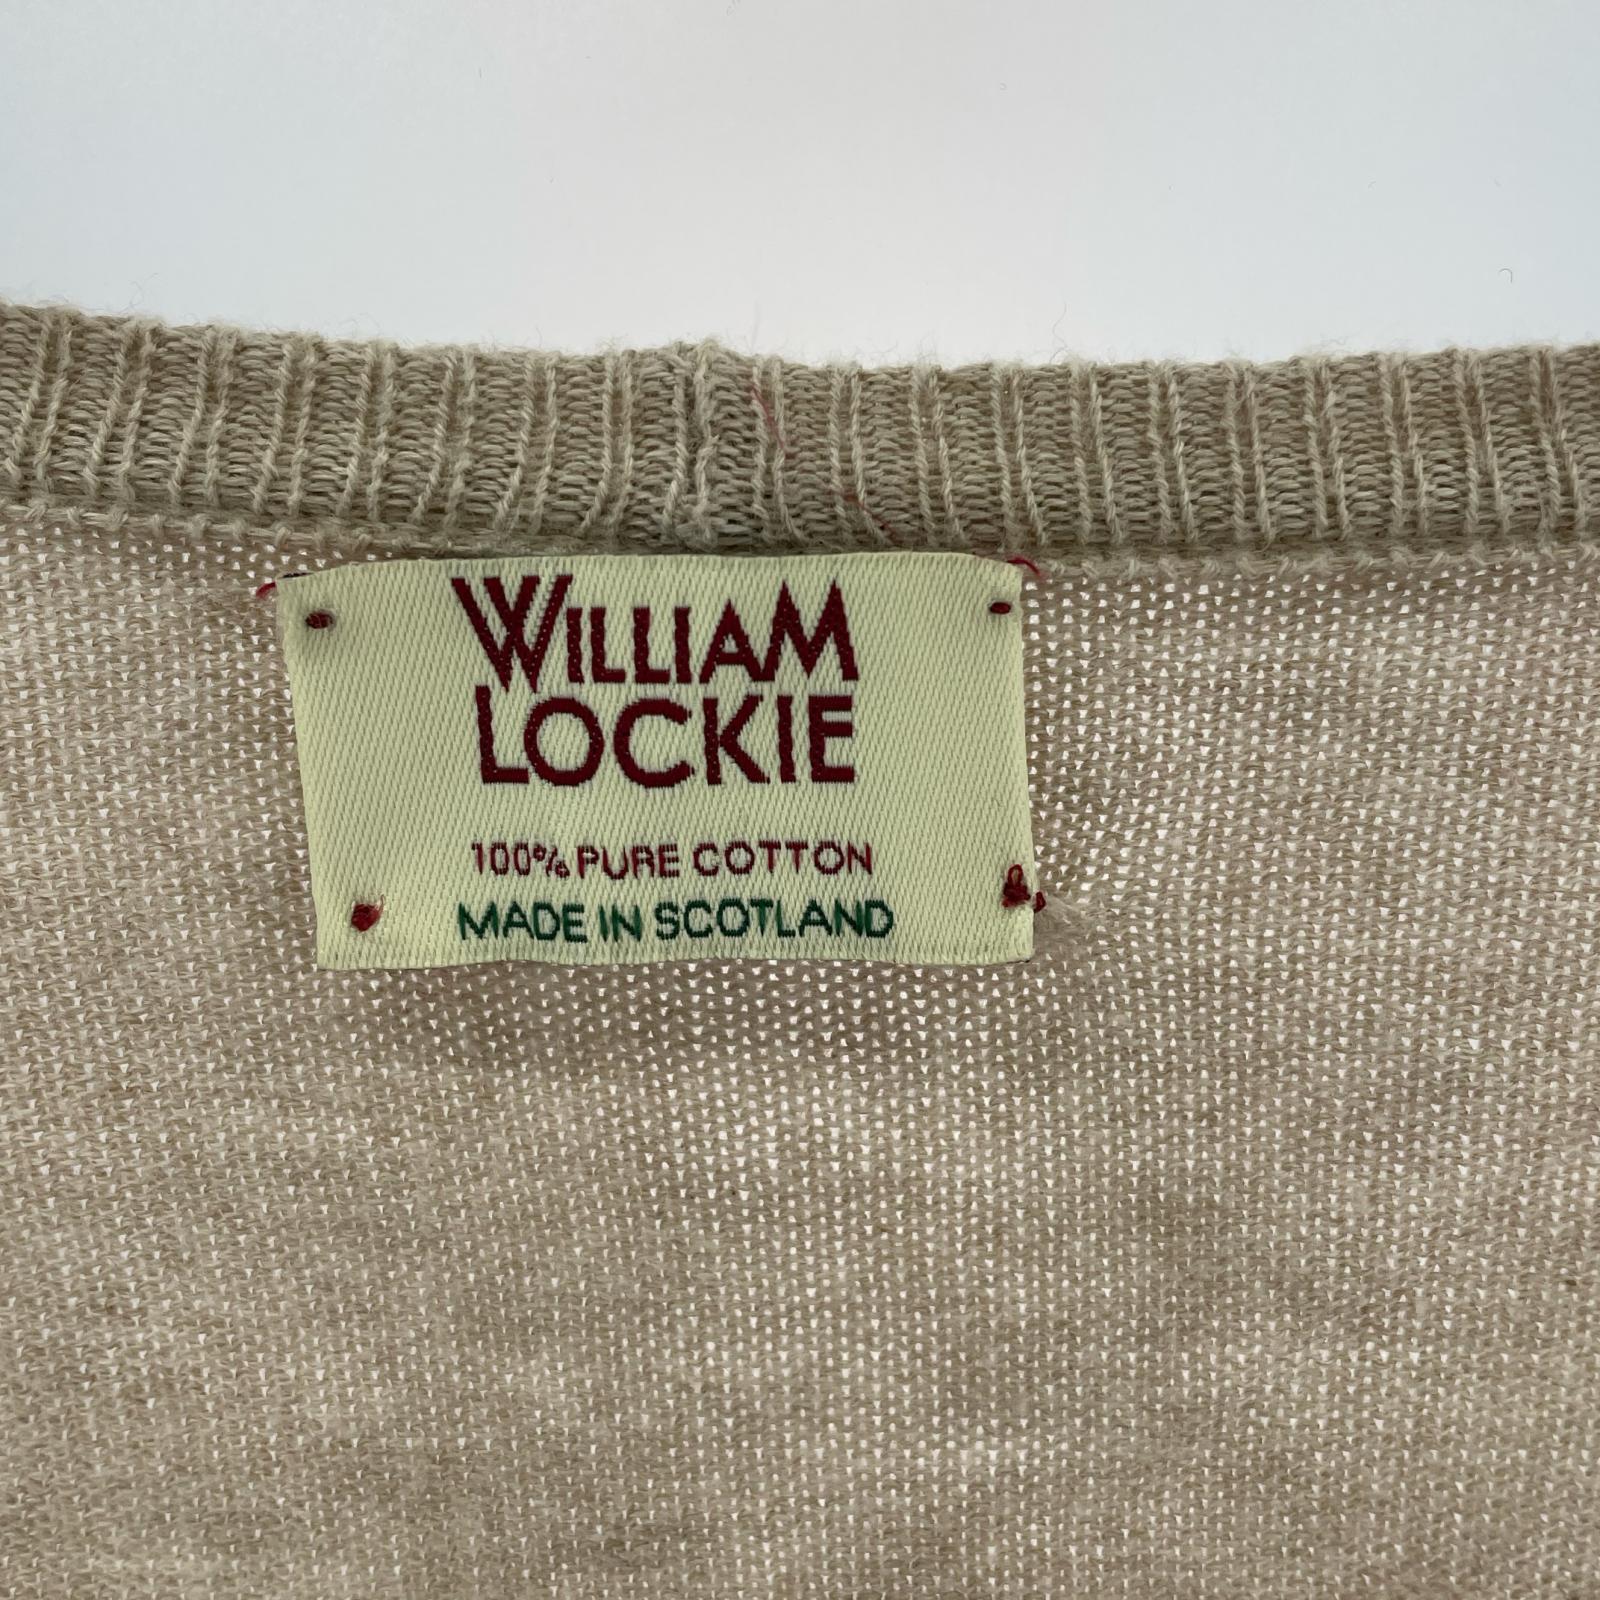 WILLIAM
LOCKIE
100% PURE COTTON
MADE IN SCOTLAND